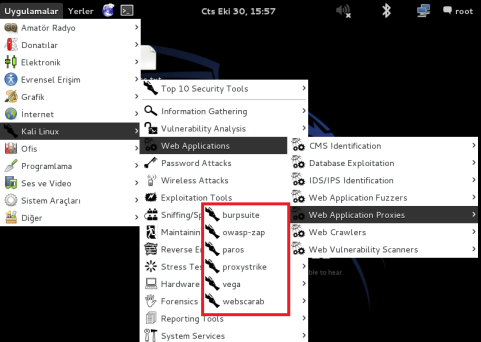 Uygulamalar Yerler Cts Eki 30, 15:57 root
Amatör Radyo
Donatılar
Elektronik
Evrensel Erişim
Grafik
İnternet
Kali Linux
Ofis
Programlama
Ses ve Video
Sistem Araçları
Diğer
Top 10 Security Tools
Information Gathering
Vulnerability Analysis
Web Applications
Password Attacks
Wireless Attacks
Exploitation Tools
Sniffing/Sp
Maintainin
Reverse E
Stress Tes
Hardware
Forensics
Reporting Tools
System Services
CMS Identification
Database Exploitation
IDS/IPS Identification
Web Application Fuzzers
Web Application Proxies
Web Crawlers
Web Vulnerability Scanners
burpsuite
owasp-zap
paros
proxystrike
vega
webscarab
ble to hear.